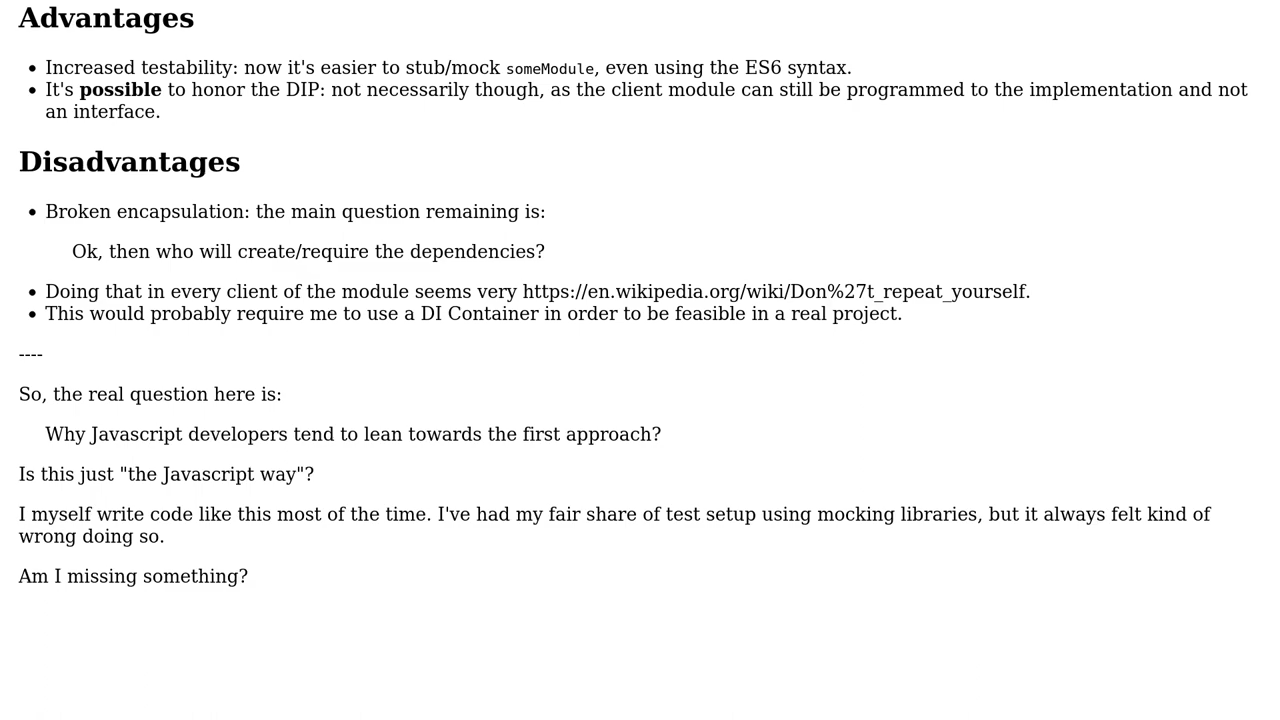 Advantages
• Increased testability: now it's easier to stub/mock someModule, even using the ES6 syntax.
• It's possible to honor the DIP: not necessarily though, as the client module can still be programmed to the implementation and not
an interface.
Disadvantages
• Broken encapsulation: the main question remaining is:
Ok, then who will create/require the dependencies?
• Doing that in every client of the module seems very https://en.wikipedia.org/wiki/Don%27t_repeat_yourself.
• This would probably require me to use a DI Container in order to be feasible in a real project.
----
So, the real question here is:
Why Javascript developers tend to lean towards the first approach?
Is this just "the Javascript way"?
I myself write code like this most of the time. I've had my fair share of test setup using mocking libraries, but it always felt kind of
wrong doing so.
Am I missing something?